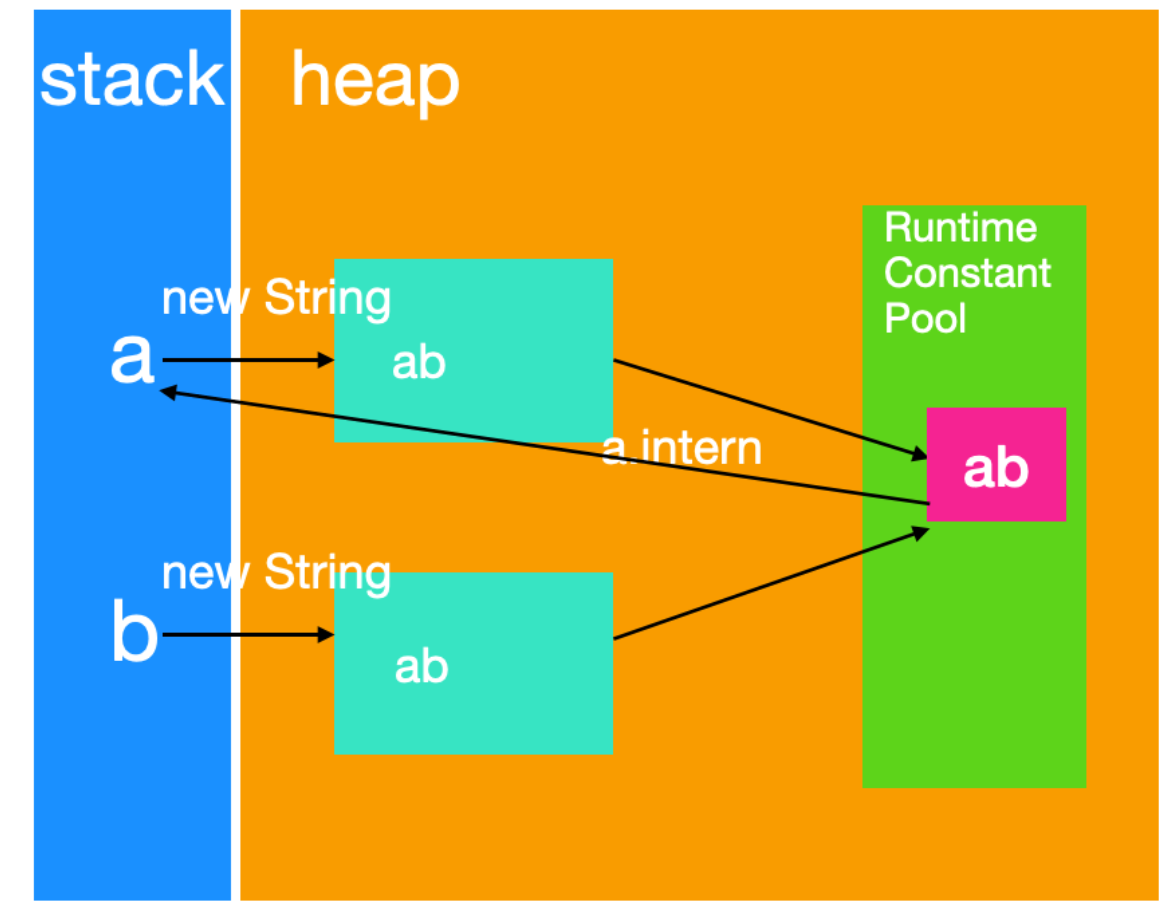 stack
heap
Runtime
Constant
Pool
new String
a
ab
a.intern
ab
new String
b
ab